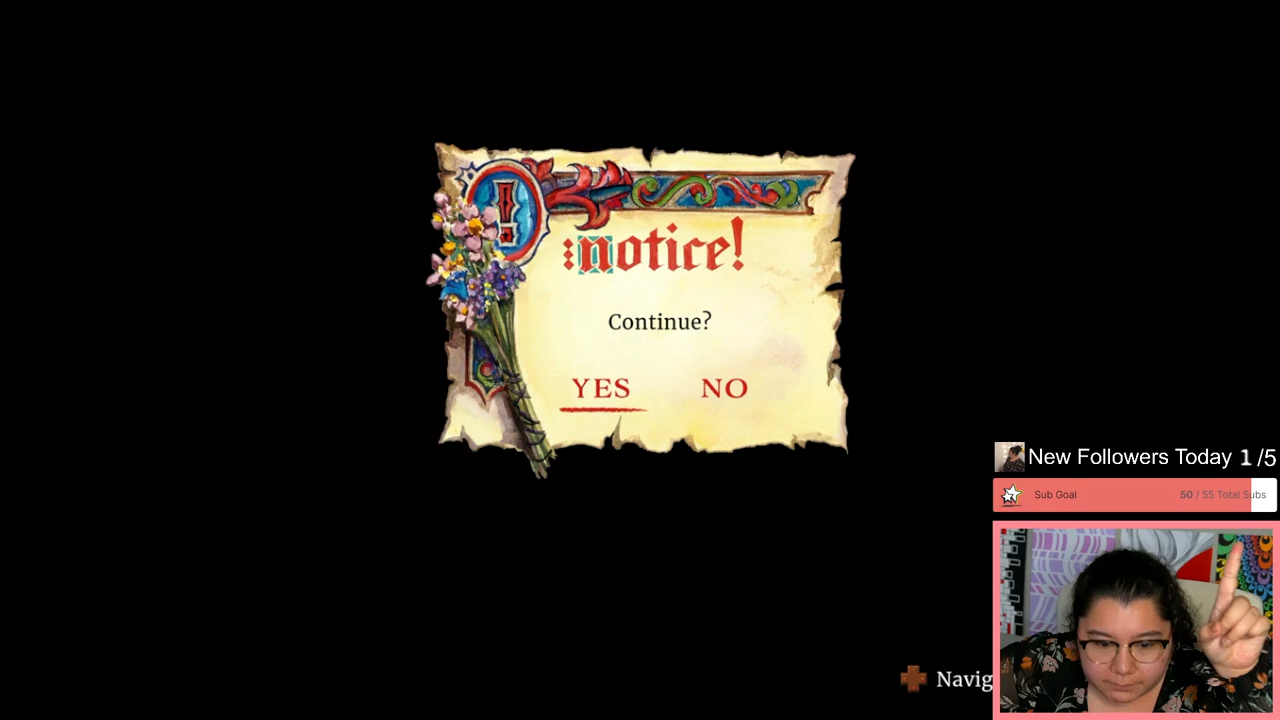 !
:notice!
Continue?
YES NO
New Followers Today 1 /5
Sub Goal 50 / 55 Total Subs
Navig